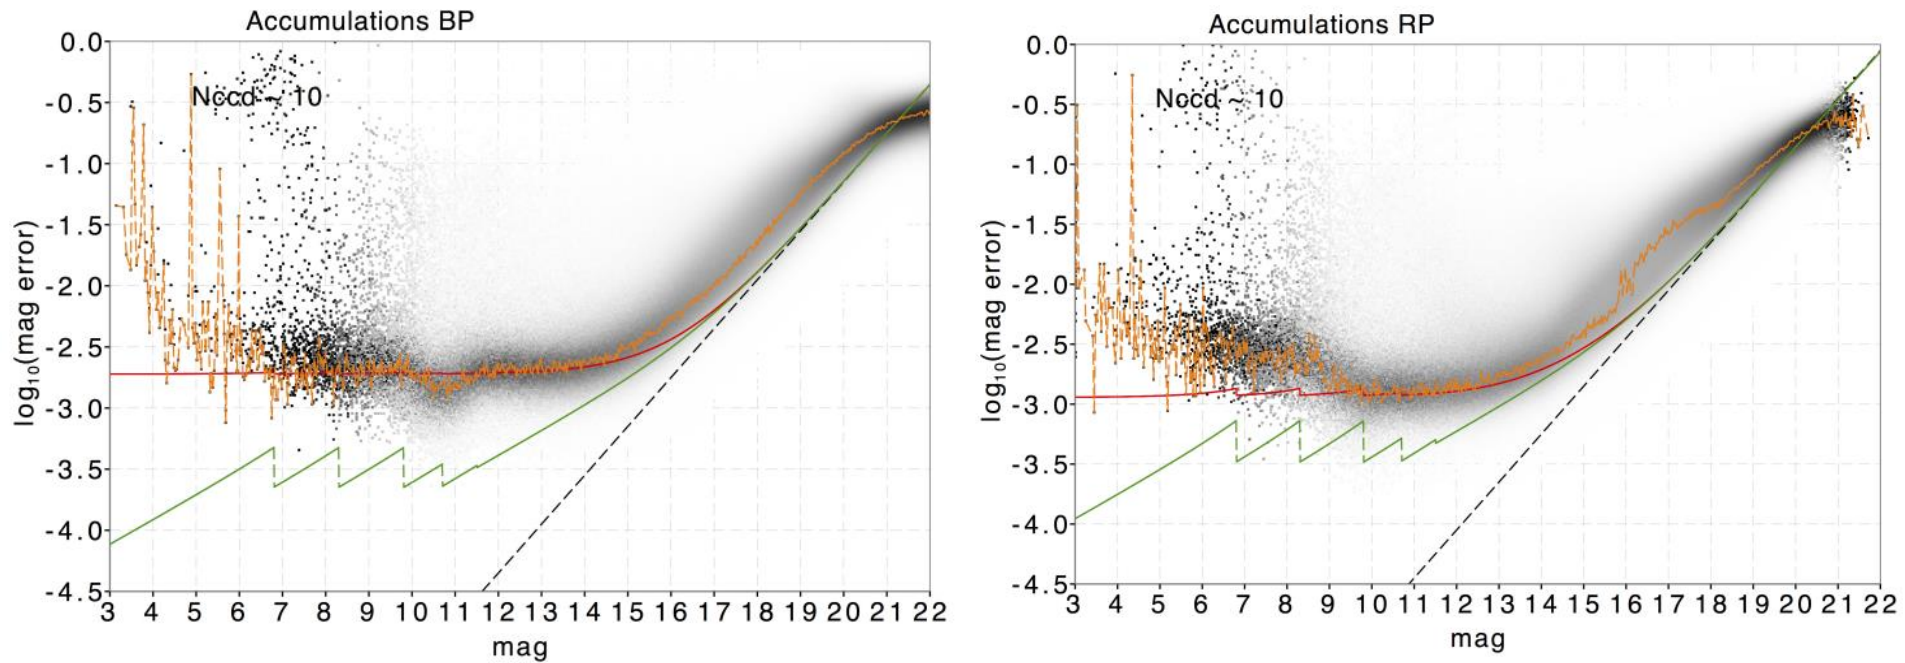 Accumulations BP
0.0
-0.5
-1.0
-1.5
-2.0
-2.5
-3.0
-3.5
-4.0
-4.5
log₁₀(mag error)
Nccd ~ 10
3 4 5 6 7 8 9 10 11 12 13 14 15 16 17 18 19 20 21 22
mag
Accumulations RP
0.0
-0.5
-1.0
-1.5
-2.0
-2.5
-3.0
-3.5
-4.0
-4.5
log₁₀(mag error)
Nccd ~ 10
3 4 5 6 7 8 9 10 11 12 13 14 15 16 17 18 19 20 21 22
mag